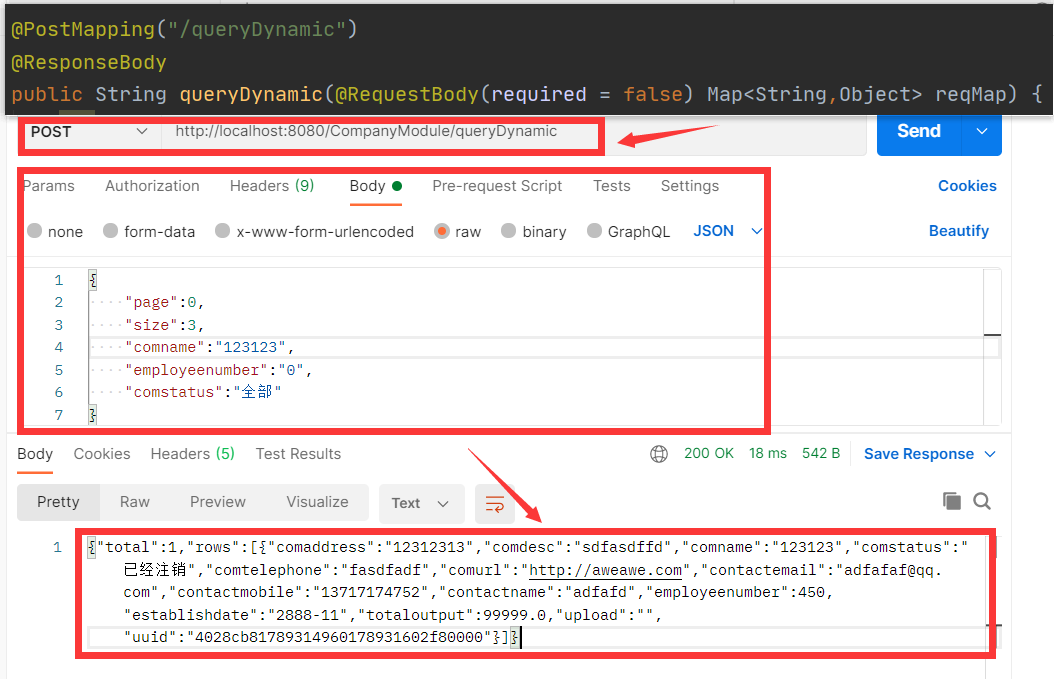 @PostMapping("/queryDynamic")
@ResponseBody
public String queryDynamic(@RequestBody(required = false) Map<String,Object> reqMap) {
POST http://localhost:8080/CompanyModule/queryDynamic Send
Params Authorization Headers (9) Body Pre-request Script Tests Settings Cookies
none form-data x-www-form-urlencoded raw binary GraphQL JSON Beautify
1 {
2 "page":0,
3 "size":3,
4 "comname":"123123",
5 "employeenumber":"0",
6 "comstatus":"全部"
7 }
Body Cookies Headers (5) Test Results 200 OK 18 ms 542 B Save Response
Pretty Raw Preview Visualize Text
1 {"total":1,"rows":[{"comaddress":"12312313","comdesc":"sdfasdffd","comname":"123123","comstatus":"
已经注销","comtelephone":"fasdfadf","comurl":"http://aweawe.com","contactemail":"adfafaf@qq.
com","contactmobile":"13717174752","contactname":"adfafd","employeenumber":450,
"establishdate":"2888-11","totaloutput":99999.0,"upload":"",
"uuid":"4028cb81789314960178931602f80000"}]}